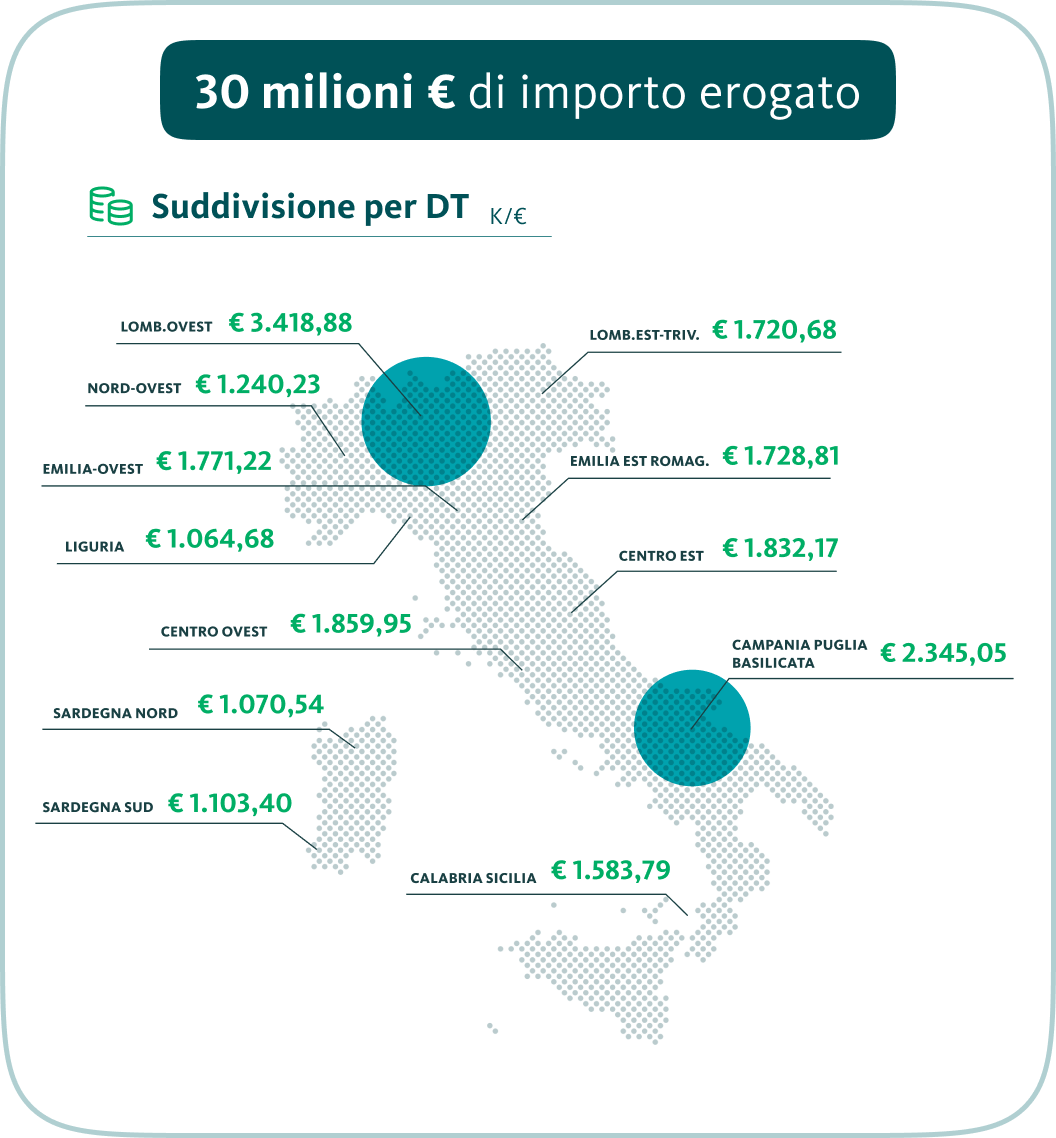 30 milioni € di importo erogato
Suddivisione per DT K/€
LOMB.OVEST € 3.418,88
LOMB.EST-TRIV. € 1.720,68
NORD-OVEST € 1.240,23
EMILIA-OVEST € 1.771,22
EMILIA EST ROMAG. € 1.728,81
LIGURIA € 1.064,68
CENTRO EST € 1.832,17
CENTRO OVEST € 1.859,95
CAMPANIA PUGLIA
BASILICATA € 2.345,05
SARDEGNA NORD € 1.070,54
SARDEGNA SUD € 1.103,40
CALABRIA SICILIA € 1.583,79